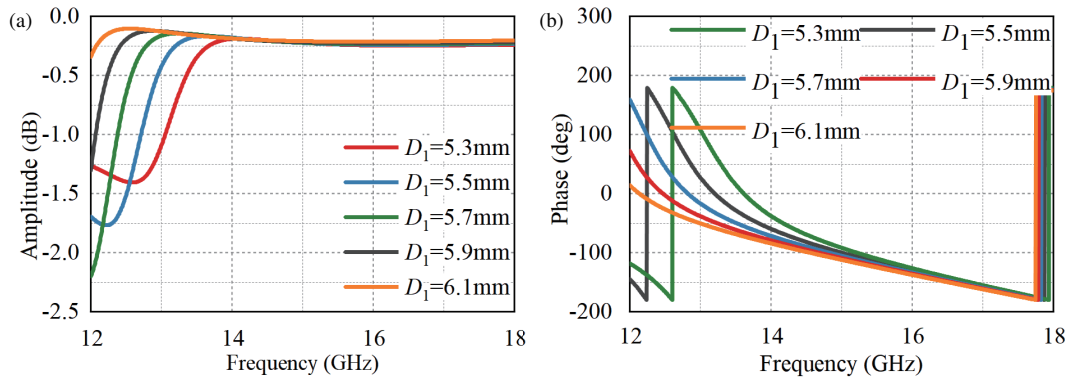 (a)
0.0
-0.5
-1.0
-1.5
-2.0
-2.5
Amplitude (dB)
D1=5.3mm
D1=5.5mm
D1=5.7mm
D1=5.9mm
D1=6.1mm
12 14 16 18
Frequency (GHz)
(b)
300
200
100
0
-100
-200
Phase (deg)
D1=5.3mm D1=5.5mm
D1=5.7mm D1=5.9mm
D1=6.1mm
12 14 16 18
Frequency (GHz)